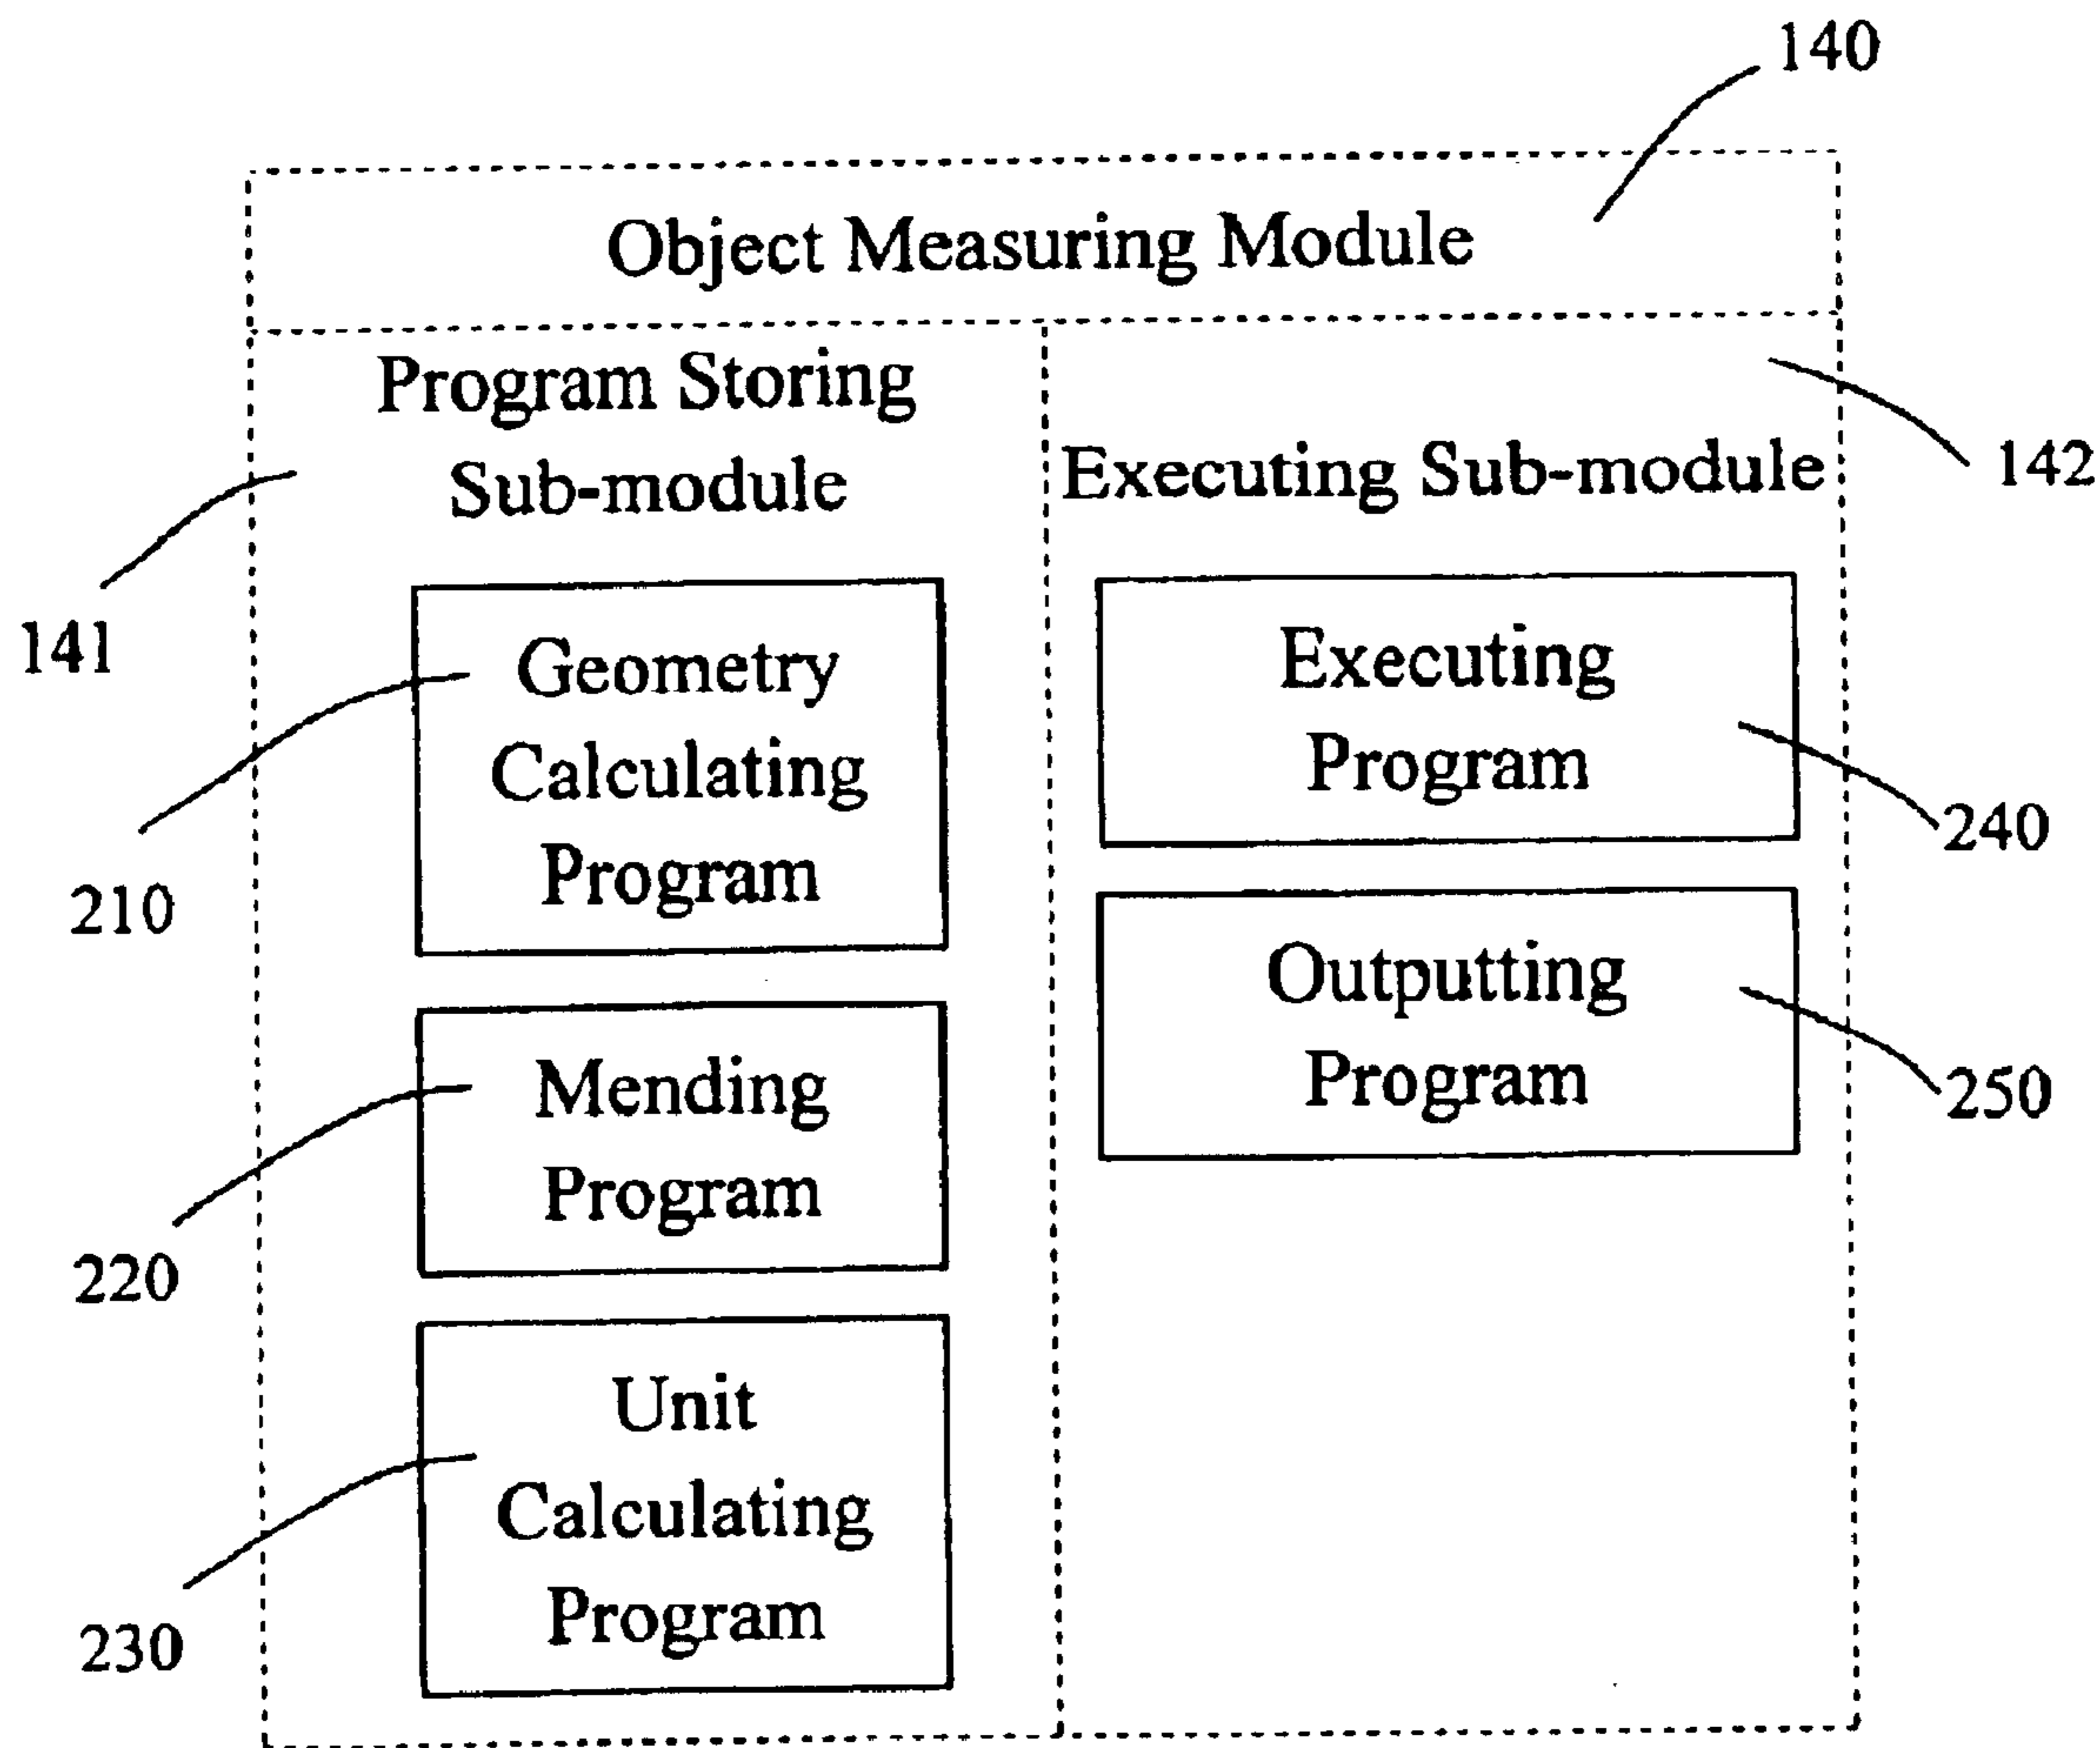 140
Object Measuring Module
Program Storing
Sub-module
141
Geometry
Calculating
Program
210
Mending
Program
220
Unit
Calculating
Program
230
Executing Sub-module
142
Executing
Program
240
Outputting
Program
250